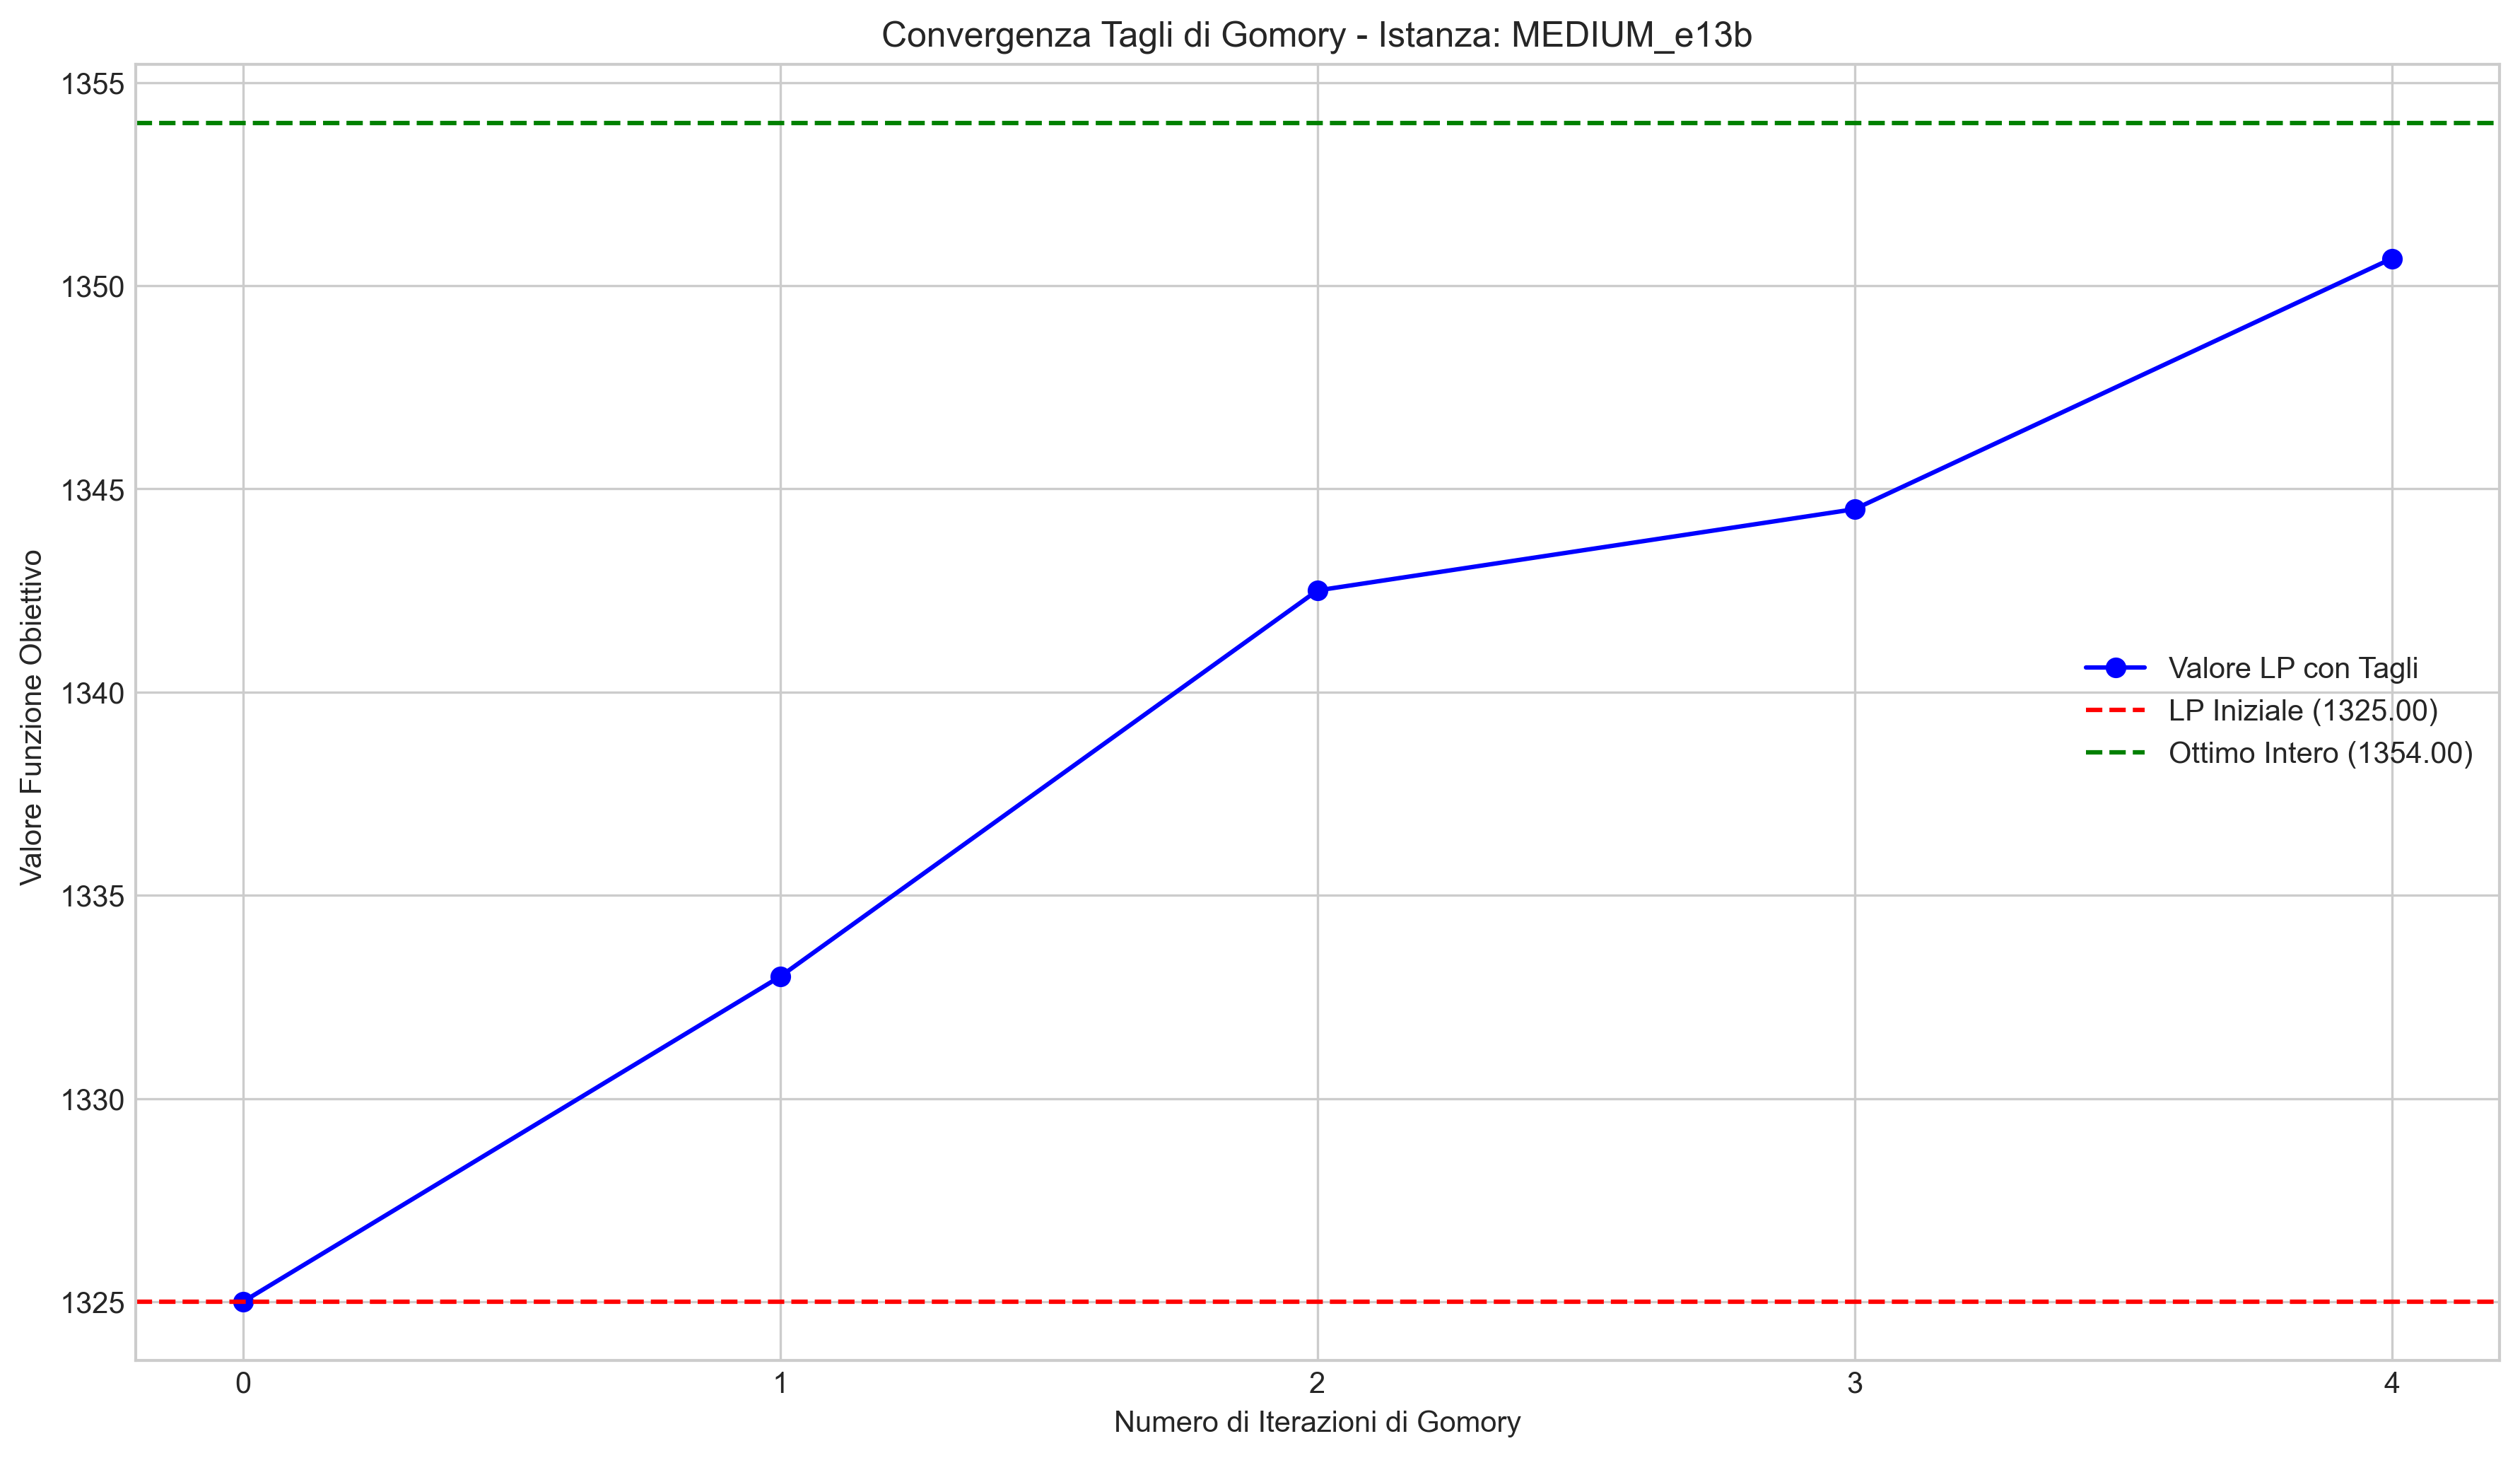 Convergenza Tagli di Gomory - Istanza: MEDIUM_e13b
Valore Funzione Obiettivo
1355
1350
1345
1340
1335
1330
1325
Valore LP con Tagli
LP Iniziale (1325.00)
Ottimo Intero (1354.00)
0
1
2
3
4
Numero di Iterazioni di Gomory